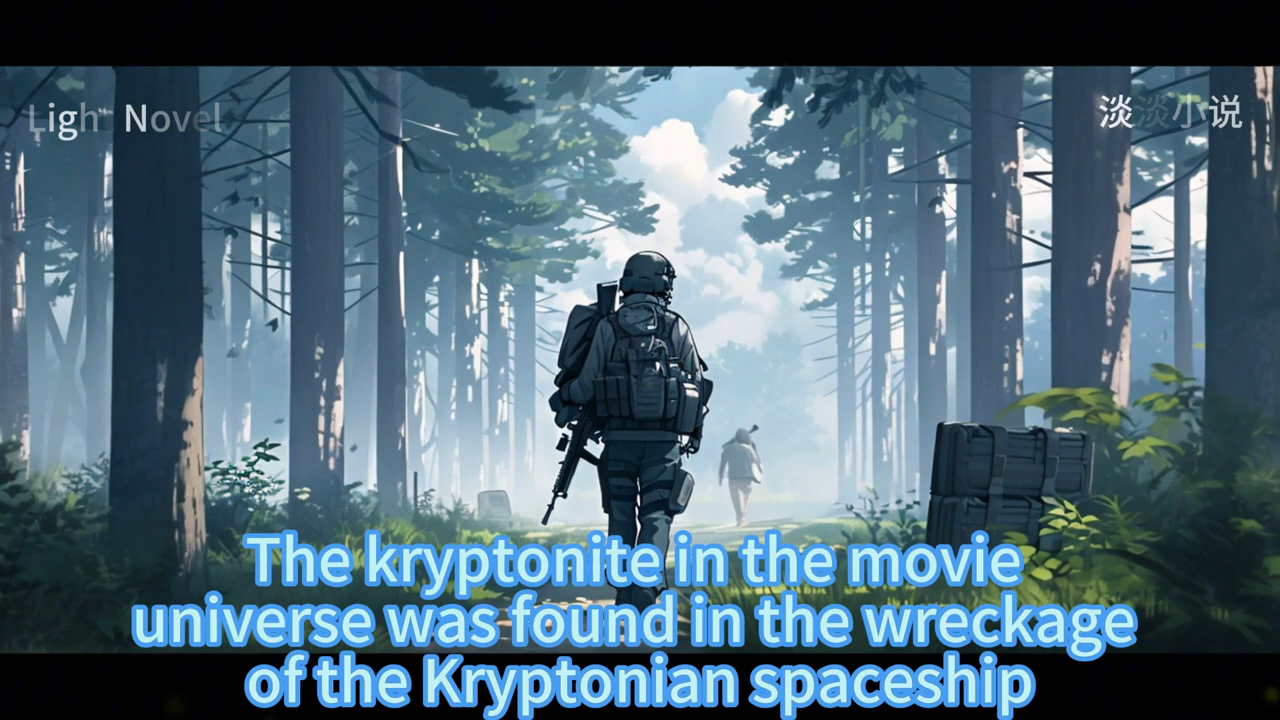 Light Novel
淡淡小说
The kryptonite in the movie
universe was found in the wreckage
of the Kryptonian spaceship